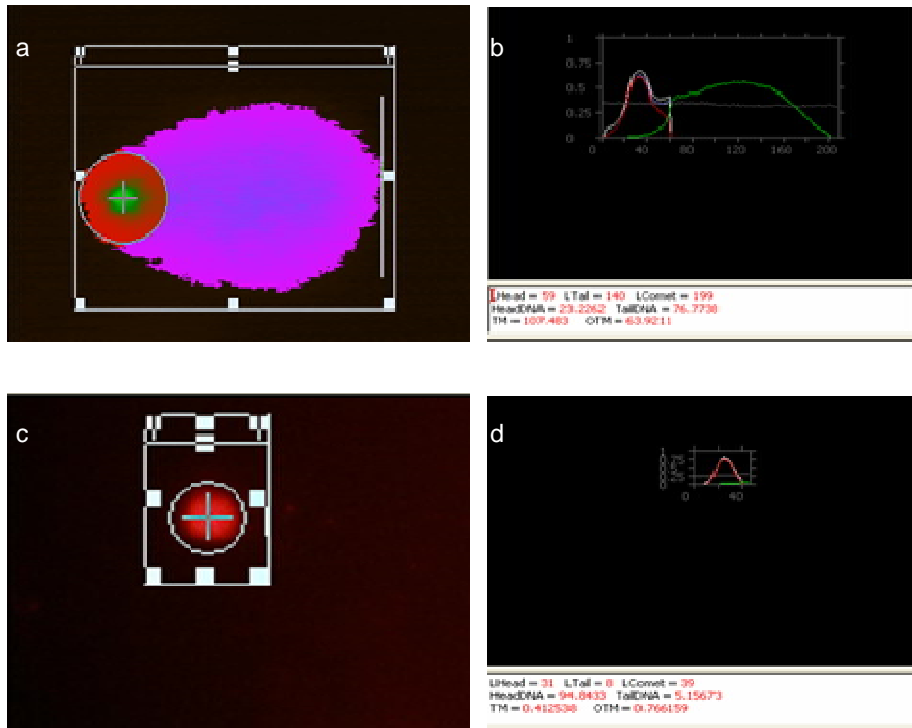 a
b
1
0.75
0.5
0.25
0
0 40 80 120 160 200
LHead = 59 LTail = 140 LComet = 199
HeadDNA = 23.2262 TailDNA = 76.7738
TM = 107.483 OTM = 63.9211
c
d
0 40
LHead = 31 LTail = 8 LComet = 39
HeadDNA = 94.8433 TailDNA = 5.15673
TM = 0.412538 OTM = 0.766159